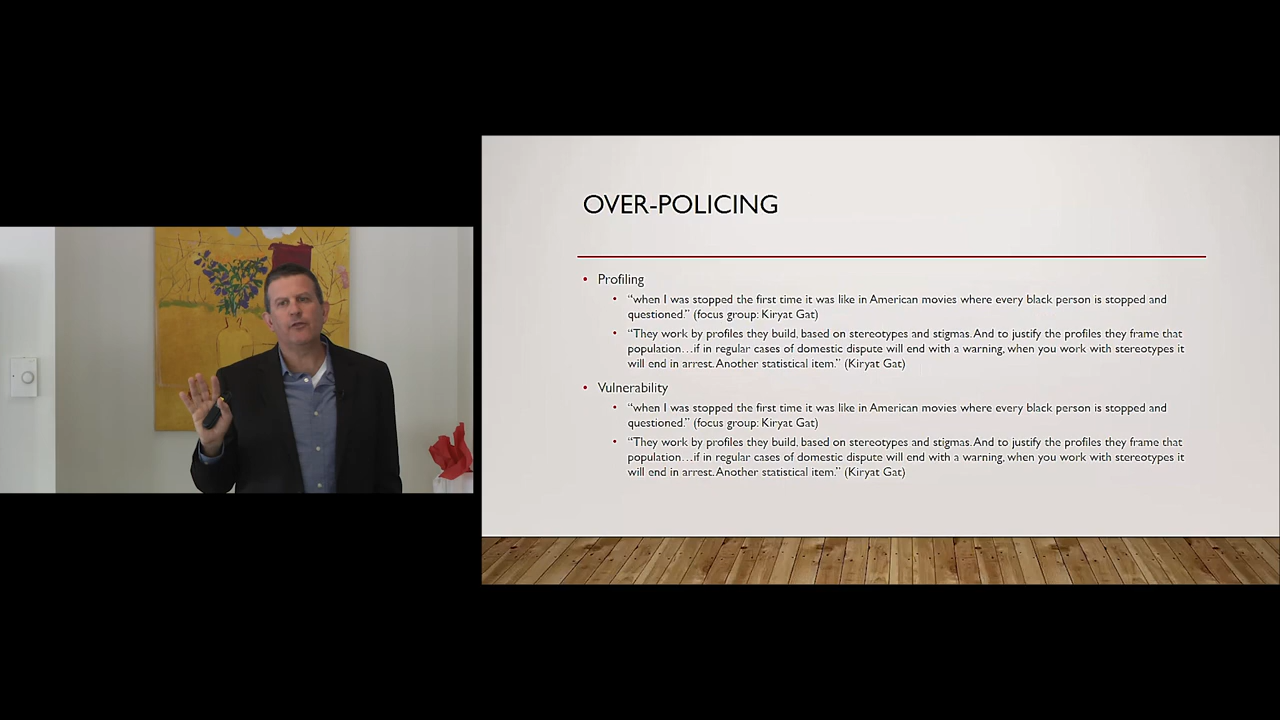 OVER-POLICING
• Profiling
• “when I was stopped the first time it was like in American movies where every black person is stopped and
questioned.” (focus group: Kiryat Gat)
• “They work by profiles they build, based on stereotypes and stigmas. And to justify the profiles they frame that
population…if in regular cases of domestic dispute will end with a warning, when you work with stereotypes it
will end in arrest. Another statistical item.” (Kiryat Gat)
• Vulnerability
• “when I was stopped the first time it was like in American movies where every black person is stopped and
questioned.” (focus group: Kiryat Gat)
• “They work by profiles they build, based on stereotypes and stigmas. And to justify the profiles they frame that
population…if in regular cases of domestic dispute will end with a warning, when you work with stereotypes it
will end in arrest. Another statistical item.” (Kiryat Gat)